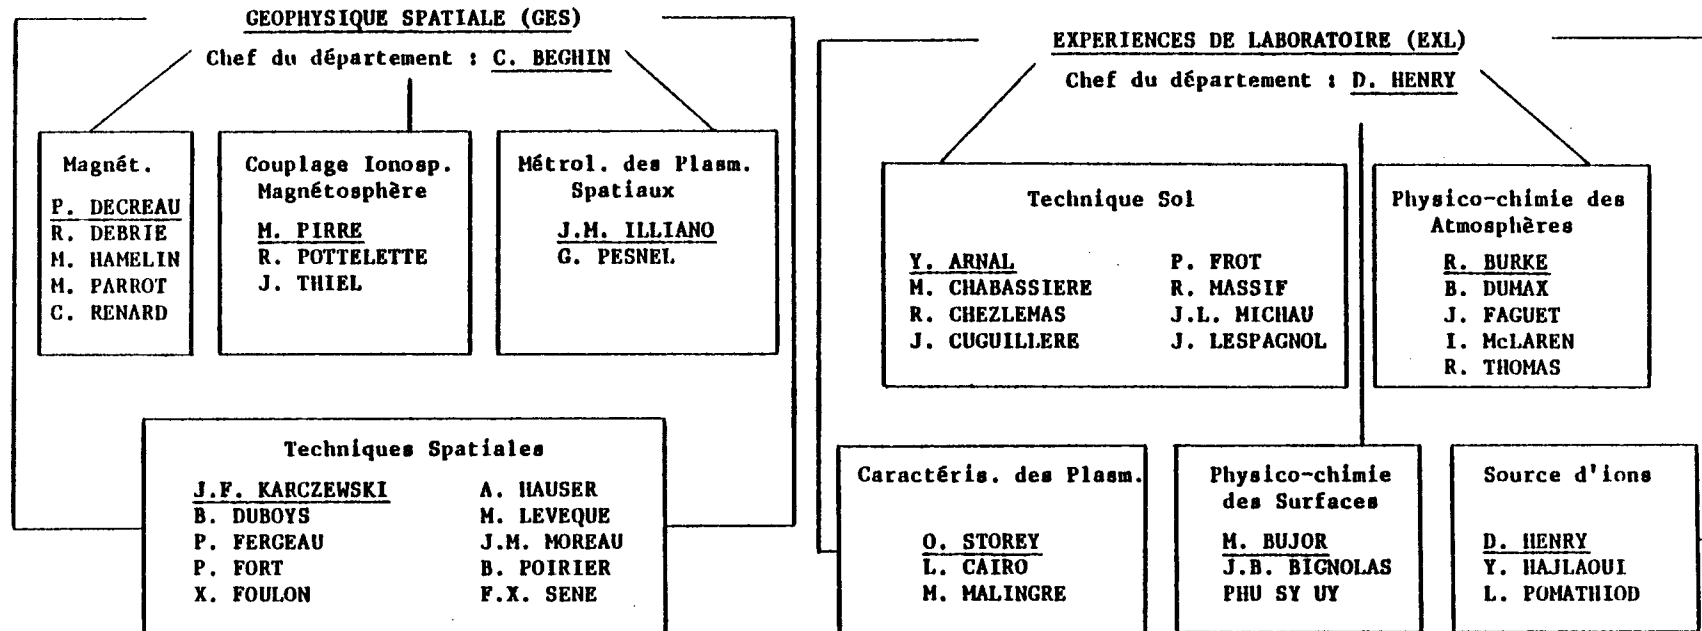 GEOPHYSIQUE SPATIALE (GES)
Chef du département : C. BEGHIN
Magnét.
P. DECREAU
R. DEBRIE
M. HAMELIN
M. PARROT
C. RENARD
Couplage Ionosp.
Magnétosphère
M. PIRRE
R. POTTELETTE
J. THIEL
Métrol. des Plasm.
Spatiaux
J.M. ILLIANO
G. PESNEL
Techniques Spatiales
J.F. KARCZEWSKI
B. DUBOYS
P. FERGEAU
P. FORT
X. FOULON
A. HAUSER
M. LEVEQUE
J.M. MOREAU
B. POIRIER
F.X. SENE
EXPERIENCES DE LABORATOIRE (EXL)
Chef du département : D. HENRY
Technique Sol
Y. ARNAL
M. CHABASSIERE
R. CHEZLEMAS
J. CUGUILLERE
P. FROT
R. MASSIF
J.L. MICHAU
J. LESPAGNOL
Physico-chimie des
Atmosphères
R. BURKE
B. DUMAX
J. FAGUET
I. McLAREN
R. THOMAS
Caractéris. des Plasm.
O. STOREY
L. CAIRO
M. MALINGRE
Physico-chimie
des Surfaces
M. BUJOR
J.B. BIGNOLAS
PHU SY UY
Source d'ions
D. HENRY
Y. HAJLAOUI
L. POMATHIOD